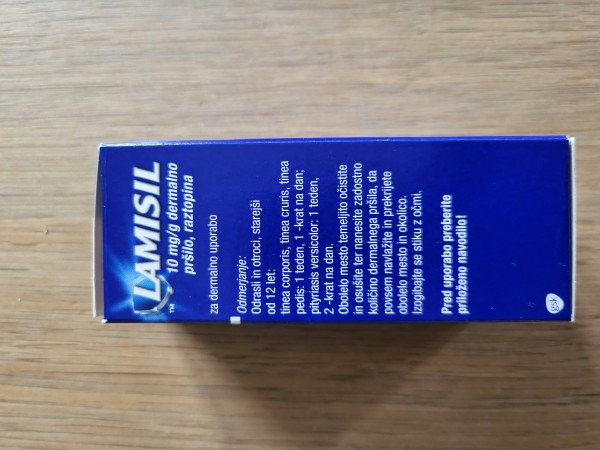 LAMISIL
TM
10 mg/g dermalno
pršilo, raztopina
za dermalno uporabo
Odmerjanje:
Odrasli in otroci, starejši
od 12 let:
tinea corporis, tinea cruris, tinea
pedis: 1 teden, 1 -krat na dan;
pityriasis versicolor: 1 teden,
2 -krat na dan.
Obolelo mesto temeljito očistite
in osušite ter nanesite zadostno
količino dermalnega pršila, da
povsem navlažite in prekrijete
obolelo mesto in okolico.
Izogibajte se stiku z očmi.
Pred uporabo preberite
priloženo navodilo!
gsk